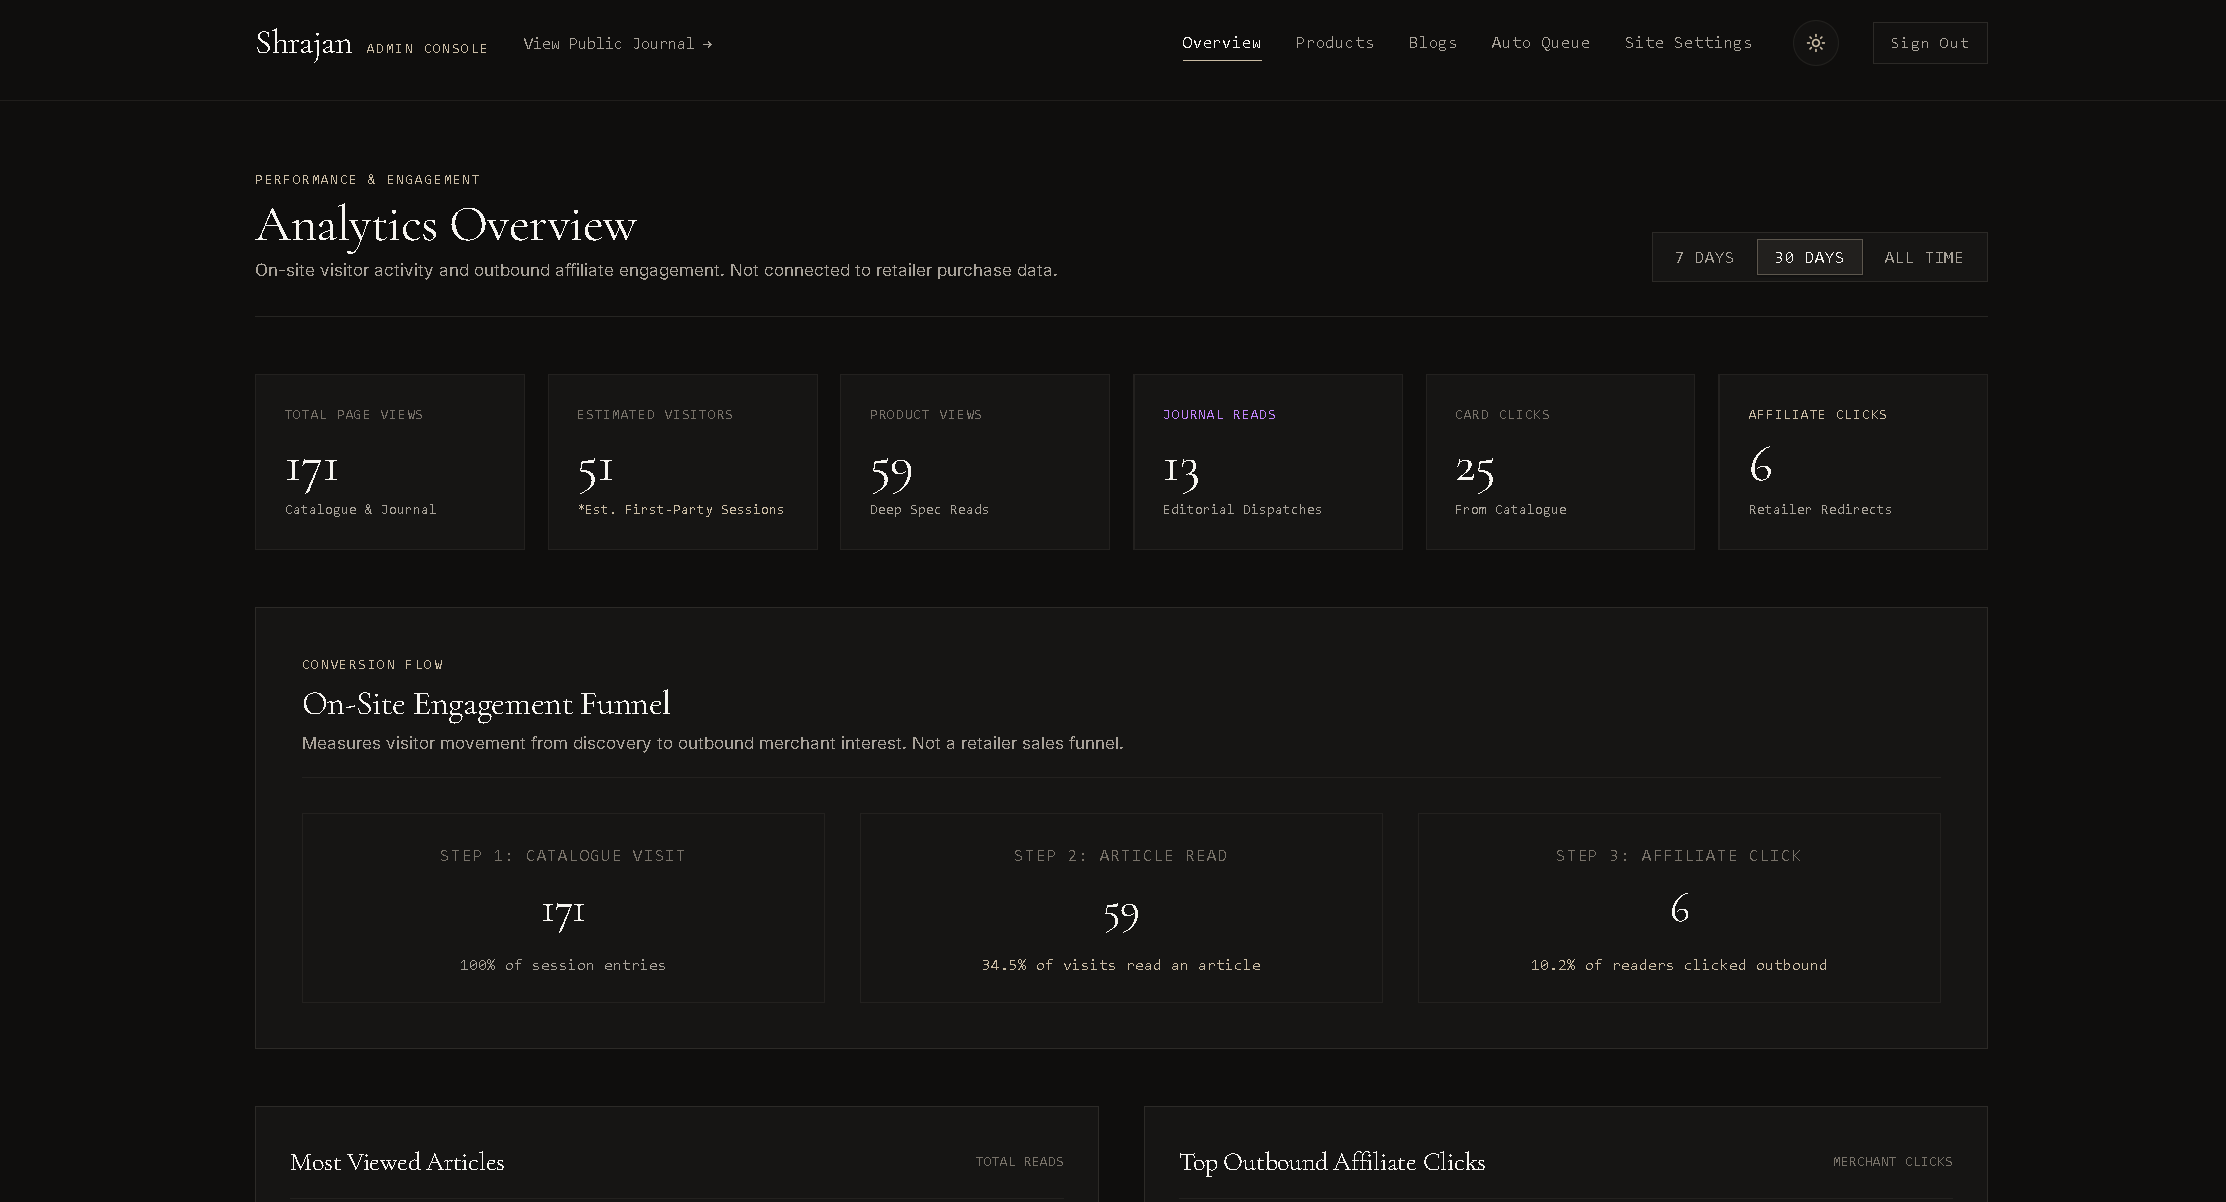 Shrajan ADMIN CONSOLE View Public Journal →
Overview Products Blogs Auto Queue Site Settings Sign Out
PERFORMANCE & ENGAGEMENT
Analytics Overview
On-site visitor activity and outbound affiliate engagement. Not connected to retailer purchase data.
7 DAYS 30 DAYS ALL TIME
TOTAL PAGE VIEWS
171
Catalogue & Journal
ESTIMATED VISITORS
51
*Est. First-Party Sessions
PRODUCT VIEWS
59
Deep Spec Reads
JOURNAL READS
13
Editorial Dispatches
CARD CLICKS
25
From Catalogue
AFFILIATE CLICKS
6
Retailer Redirects
CONVERSION FLOW
On-Site Engagement Funnel
Measures visitor movement from discovery to outbound merchant interest. Not a retailer sales funnel.
STEP 1: CATALOGUE VISIT
171
100% of session entries
STEP 2: ARTICLE READ
59
34.5% of visits read an article
STEP 3: AFFILIATE CLICK
6
10.2% of readers clicked outbound
Most Viewed Articles TOTAL READS
Top Outbound Affiliate Clicks MERCHANT CLICKS